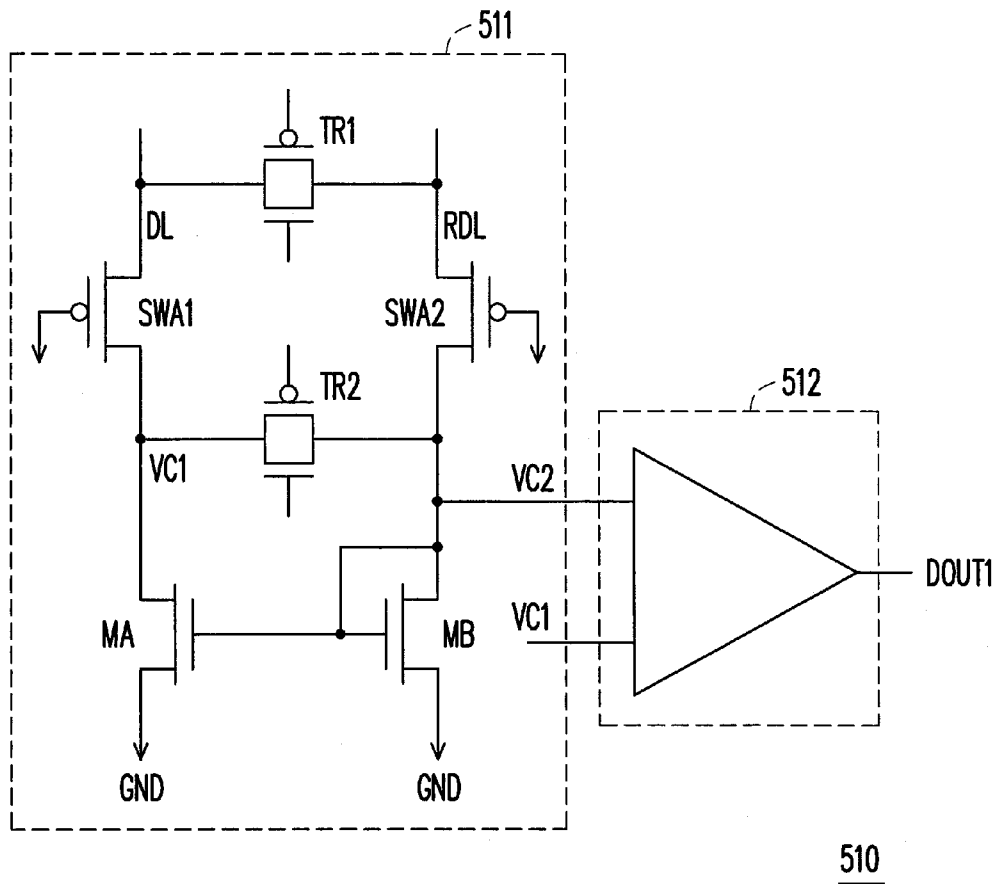 511
TR1
DL
RDL
SWA1
SWA2
TR2
512
VC1
VC2
DOUT1
VC1
MA
MB
GND
GND
510